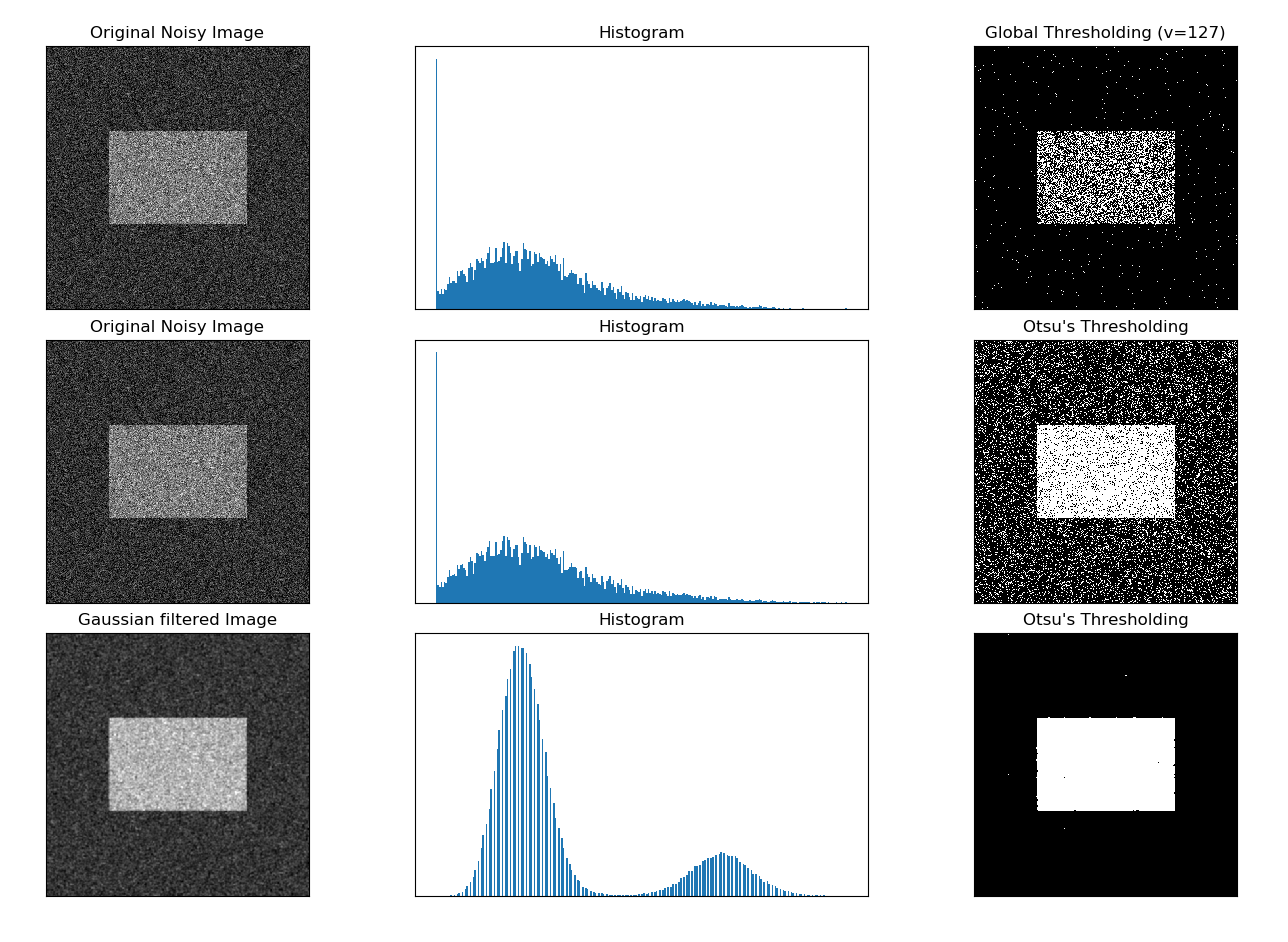 Original Noisy Image
Histogram
Global Thresholding (v=127)
Original Noisy Image
Histogram
Otsu's Thresholding
Gaussian filtered Image
Histogram
Otsu's Thresholding